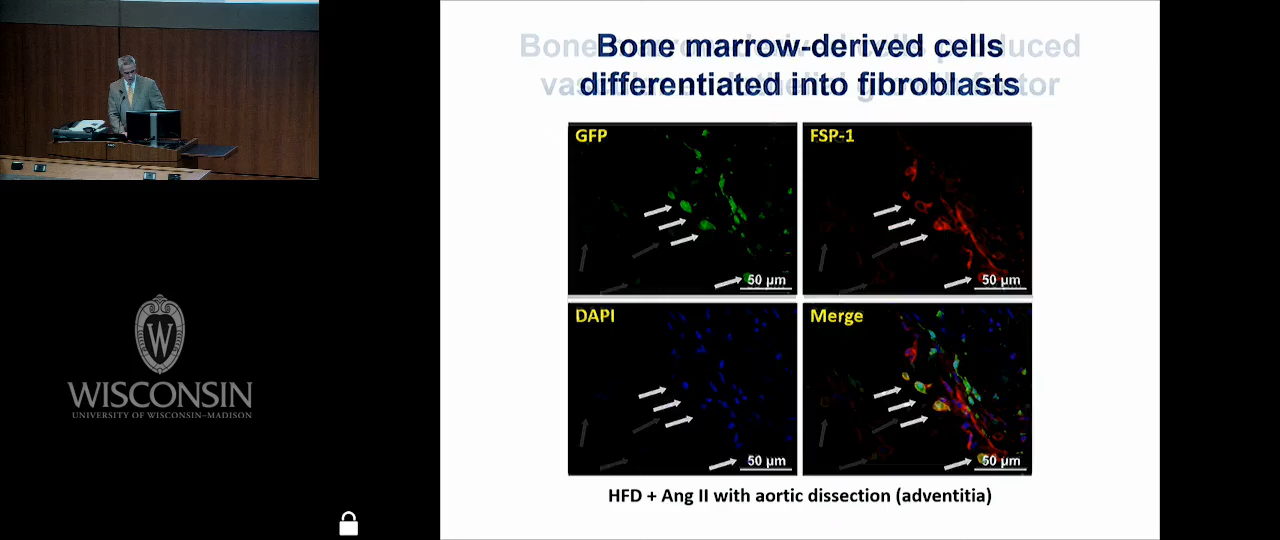 Bone marrow-derived cells
differentiated into fibroblasts
GFP
FSP-1
50 µm
50 µm
DAPI
Merge
50 µm
50 µm
HFD + Ang II with aortic dissection (adventitia)
W
WISCONSIN
UNIVERSITY OF WISCONSIN–MADISON